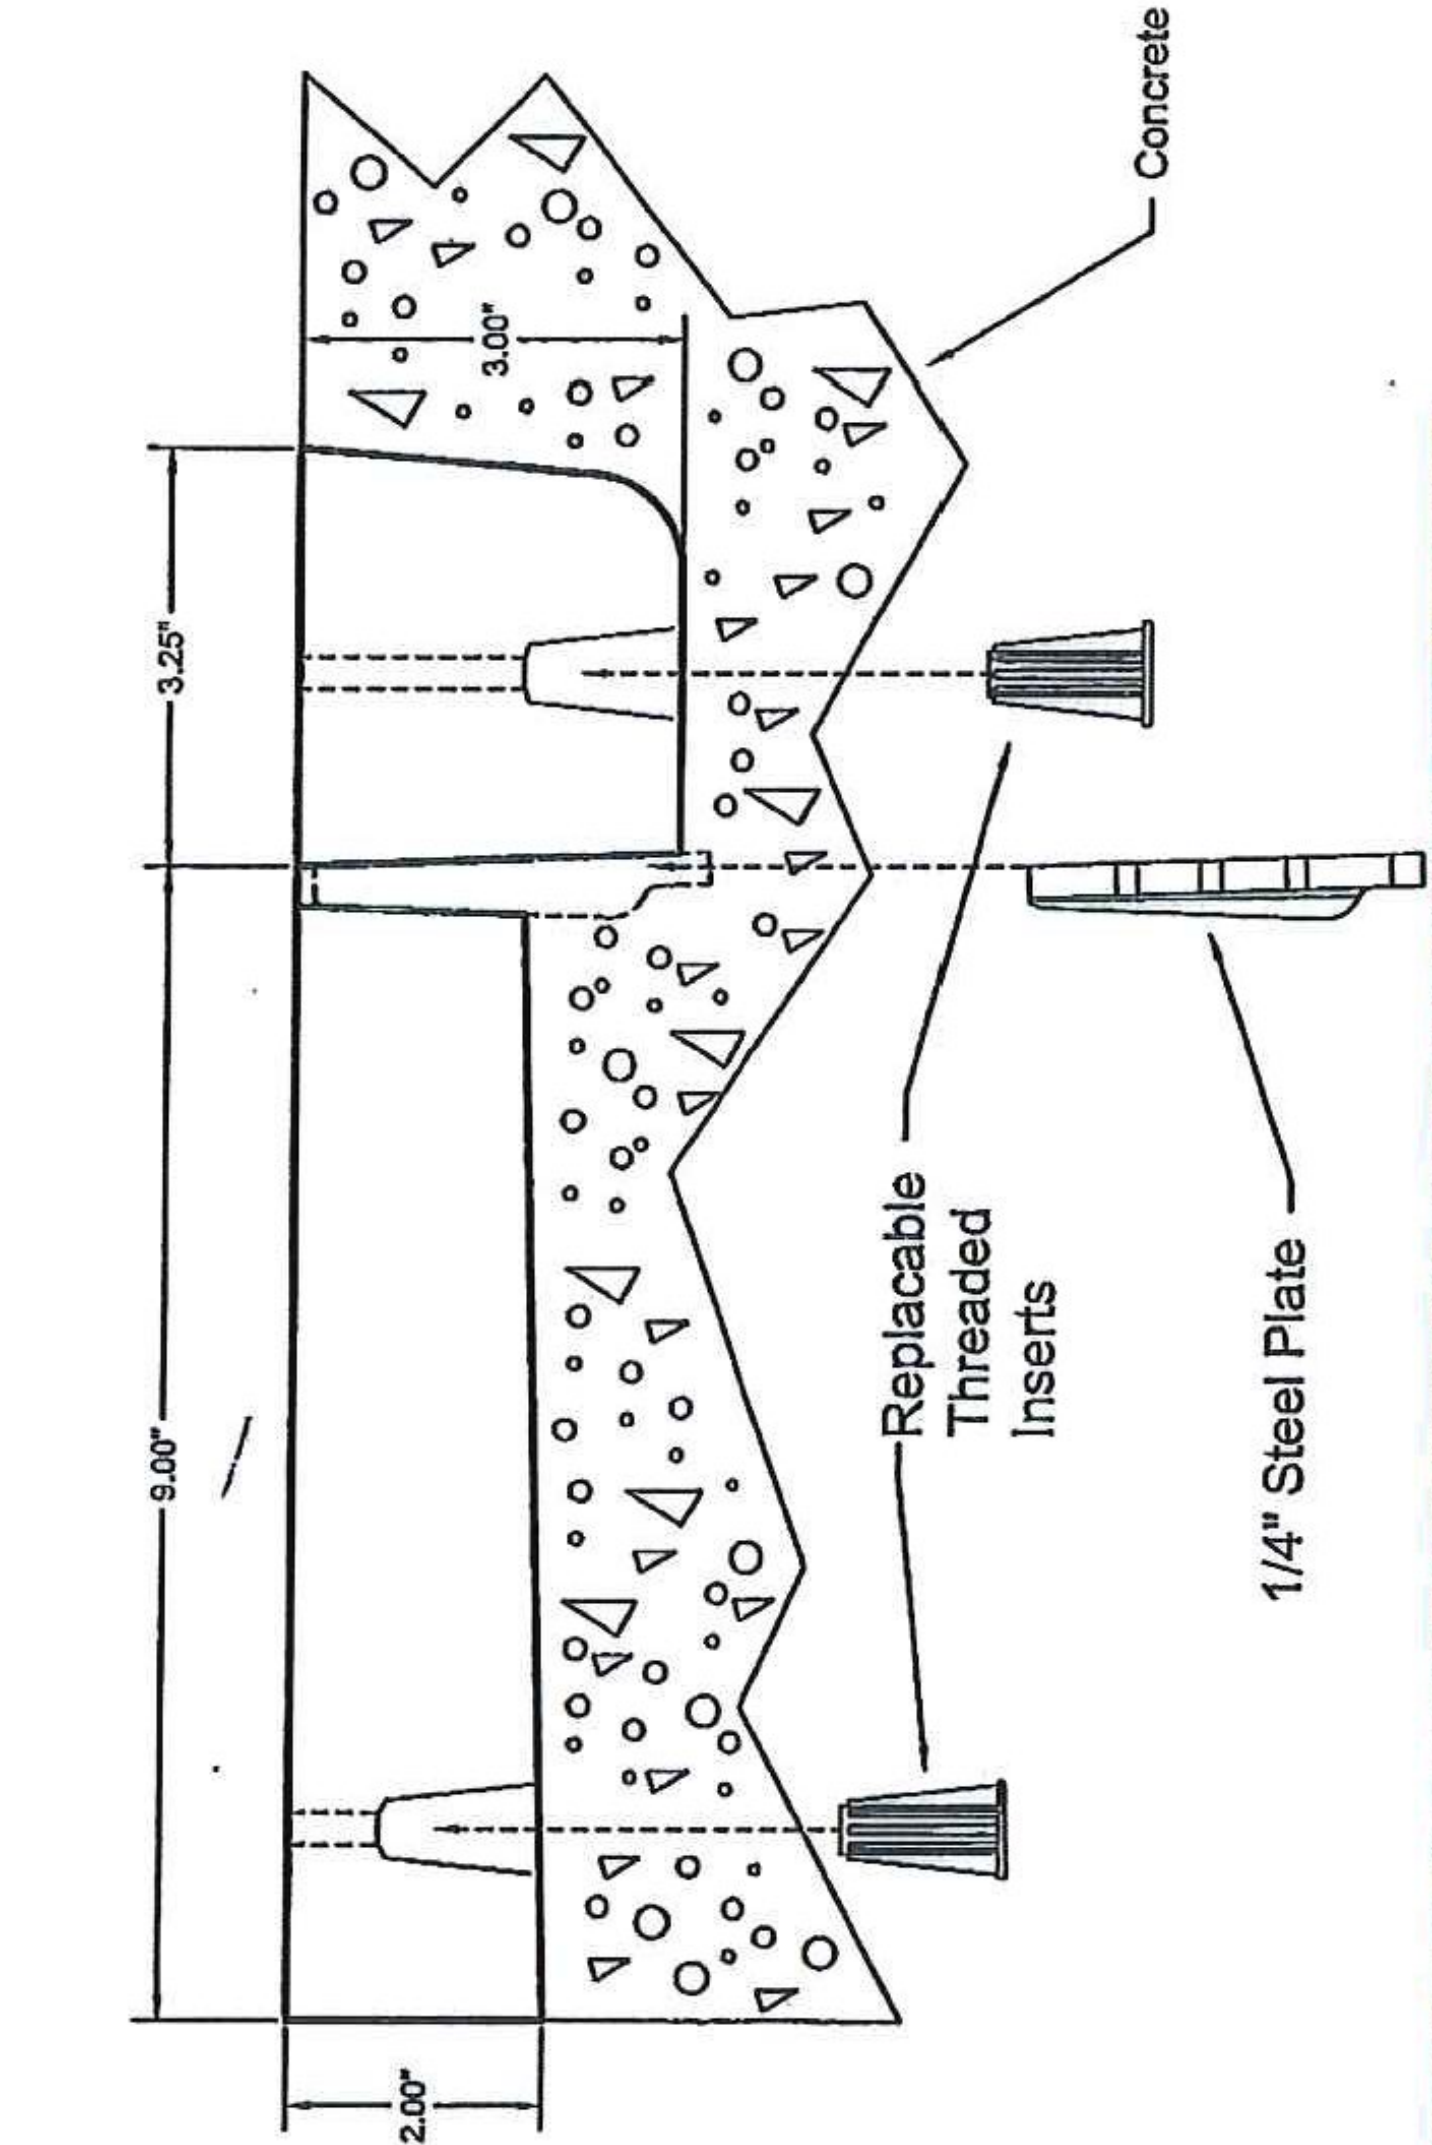 2.00"
9.00"
3.25"
3.00"
Replacable
Threaded
Inserts
1/4" Steel Plate
Concrete